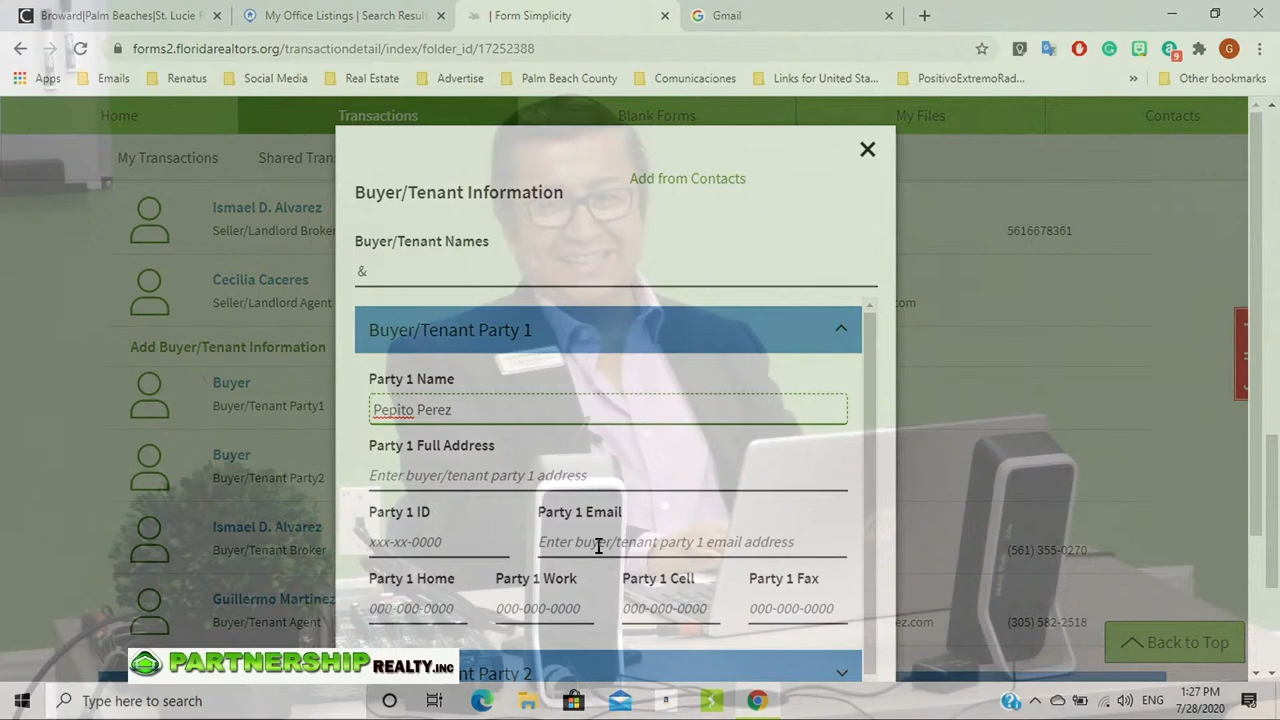 Broward|Palm Beaches|St. Lucie R
My Office Listings | Search Result
| Form Simplicity
Gmail
forms2.floridarealtors.org/transactiondetail/index/folder_id/17252388
9
G
Apps
Emails
Renatus
Social Media
Real Estate
Advertise
Palm Beach County
Comunicaciones
Links for United Sta...
PositivoExtremoRad...
Other bookmarks
Home
Transactions
Blank Forms
My Files
Contacts
My Transactions
Shared Tran
Buyer/Tenant Information
Add from Contacts
Buyer/Tenant Names
&
Ismael D. Alvarez
Seller/Landlord Broker
5616678361
Cecilia Caceres
Seller/Landlord Agent
com
Add Buyer/Tenant Information
Buyer
Buyer/Tenant Party1
Buyer
Buyer/Tenant Party2
Ismael D. Alvarez
Buyer/Tenant Broker
(561) 355-0270
Guillermo Martinez
Buyer/Tenant Agent
ez.com
(305) 582-2518
Buyer/Tenant Party 1
Party 1 Name
Pepito Perez
Party 1 Full Address
Enter buyer/tenant party 1 address
Party 1 ID
Party 1 Email
xxx-xx-0000
Enter buyer/tenant party 1 email address
Party 1 Home
Party 1 Work
Party 1 Cell
Party 1 Fax
000-000-0000
000-000-0000
000-000-0000
000-000-0000
nt Party 2
Back to Top
PARTNERSHIP REALTY.INC
Type here to search
a
ENG
1:27 PM
7/28/2020